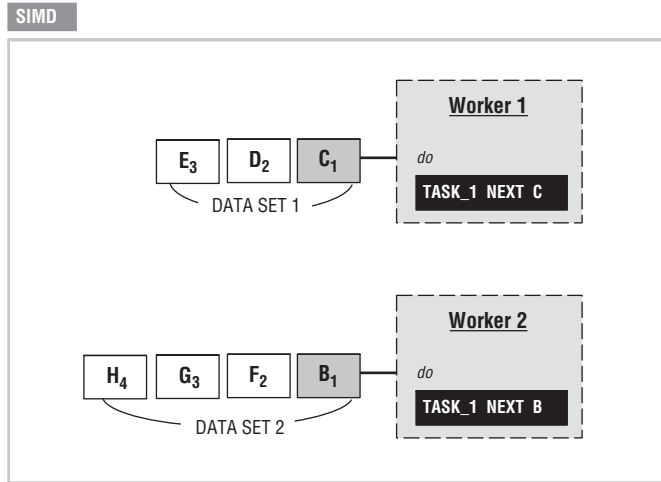 SIMD
Worker 1
E3 D2 C1
do
TASK_1 NEXT C
DATA SET 1
Worker 2
H4 G3 F2 B1
do
TASK_1 NEXT B
DATA SET 2